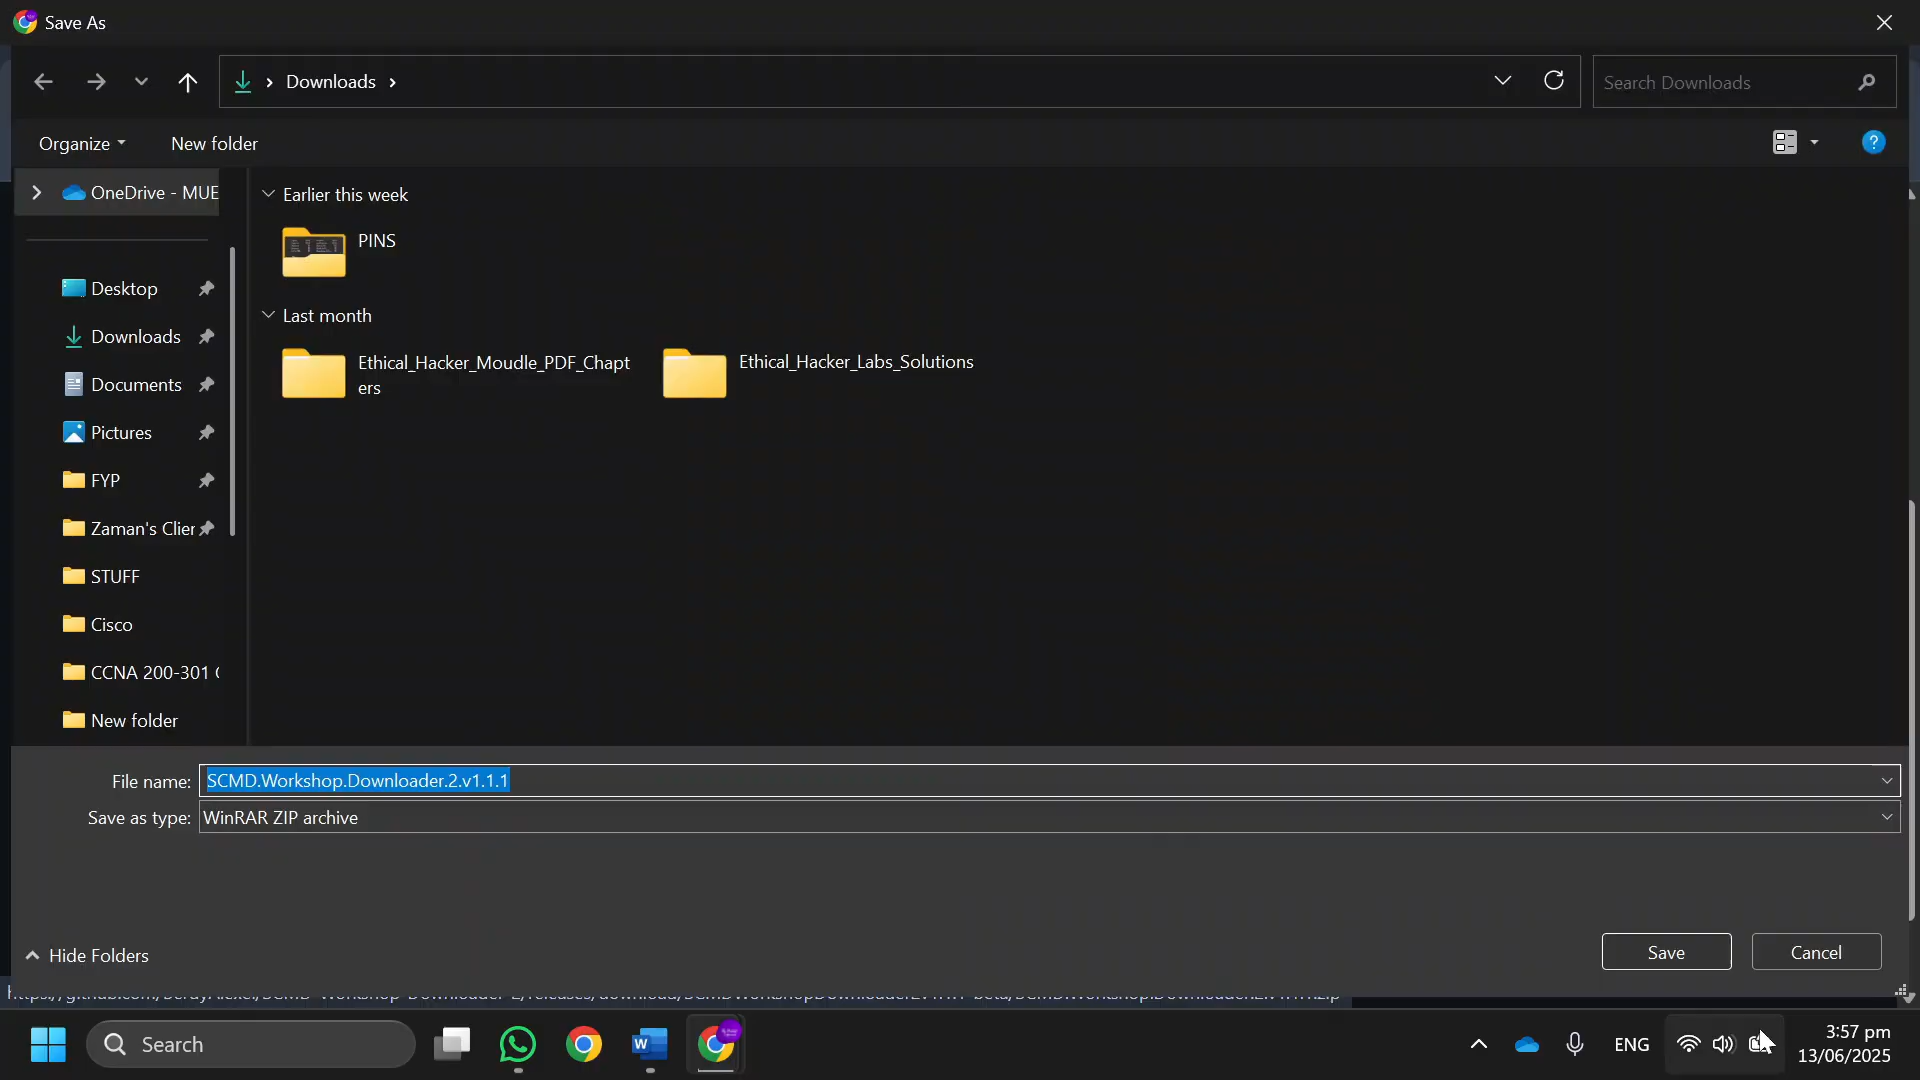 Save As
Downloads
Search Downloads
Organize
New folder
OneDrive - MUE
Earlier this week
PINS
Desktop
Downloads
Last month
Documents
Ethical_Hacker_Moudle_PDF_Chapt
ers
Ethical_Hacker_Labs_Solutions
Pictures
FYP
Zaman's Clier
STUFF
Cisco
CCNA 200-301
New folder
File name: SCMD.Workshop.Downloader.2.v1.1.1
Save as type: WinRAR ZIP archive
Hide Folders
Save
Cancel
Search
ENG
3:57 pm
13/06/2025